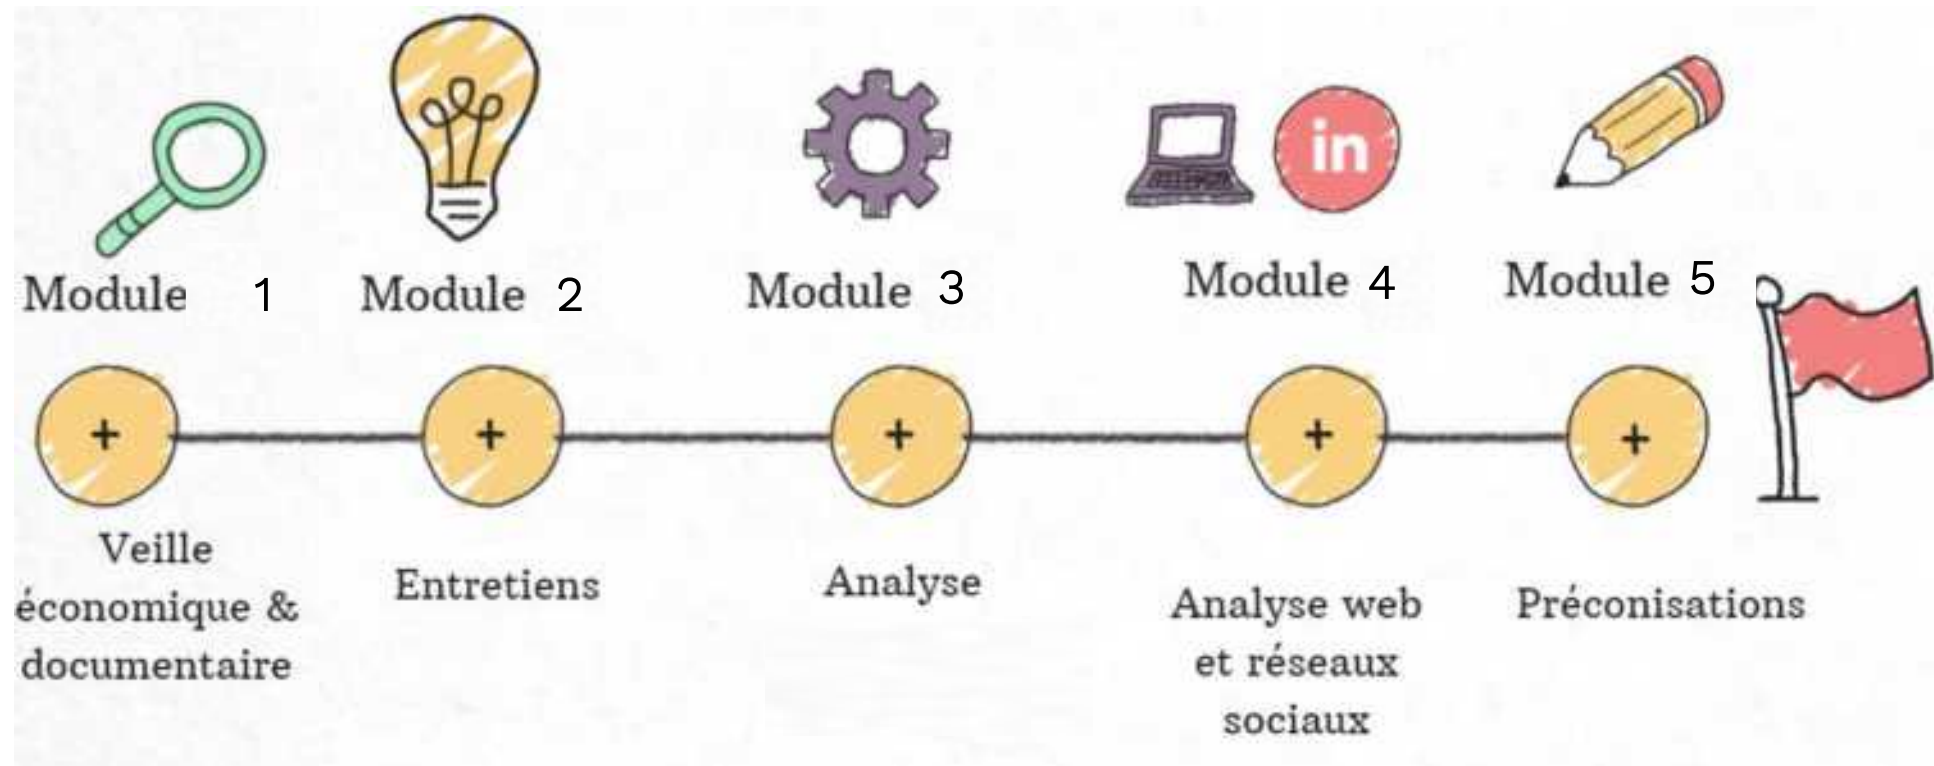 in
Module 1
Module 2
Module 3
Module 4
Module 5
+
+
+
+
+
Veille
économique &
documentaire
Entretiens
Analyse
Analyse web
et réseaux
sociaux
Préconisations